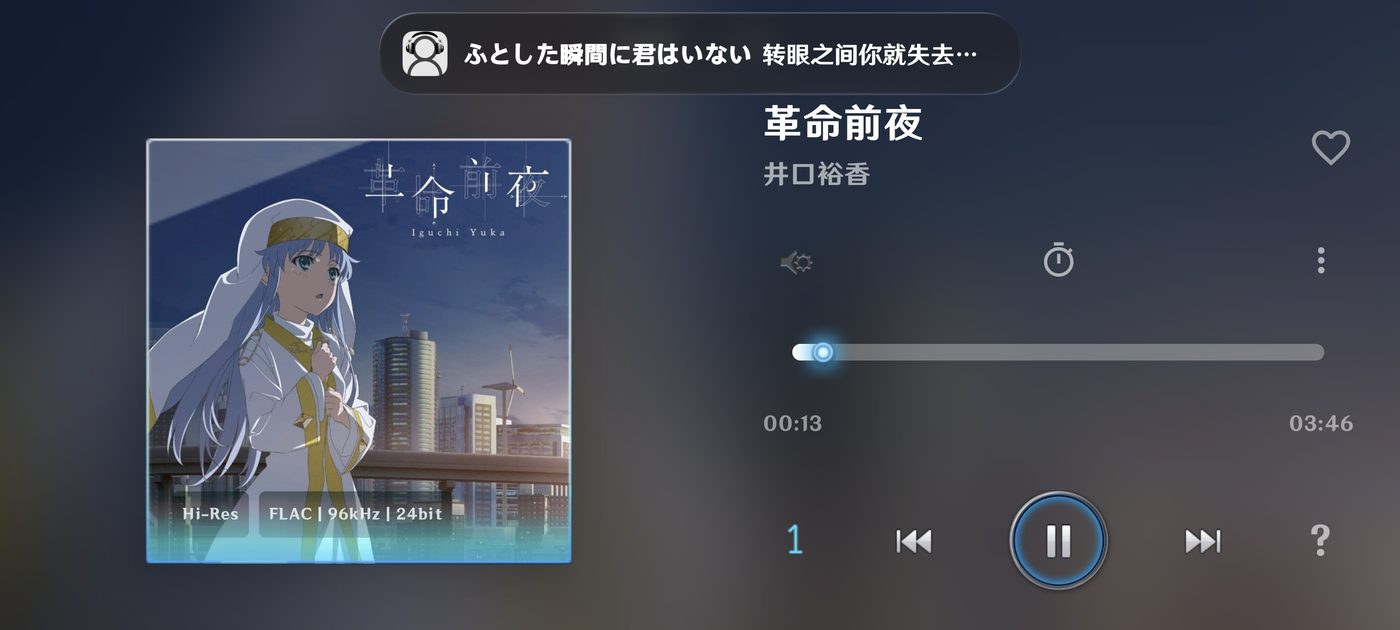 ふとした瞬間に君はいない 转眼之间你就失去…
革命前夜
Iguchi Yuka
Hi-Res
FLAC | 96kHz | 24bit
革命前夜
井口裕香
00:13
03:46
1
?